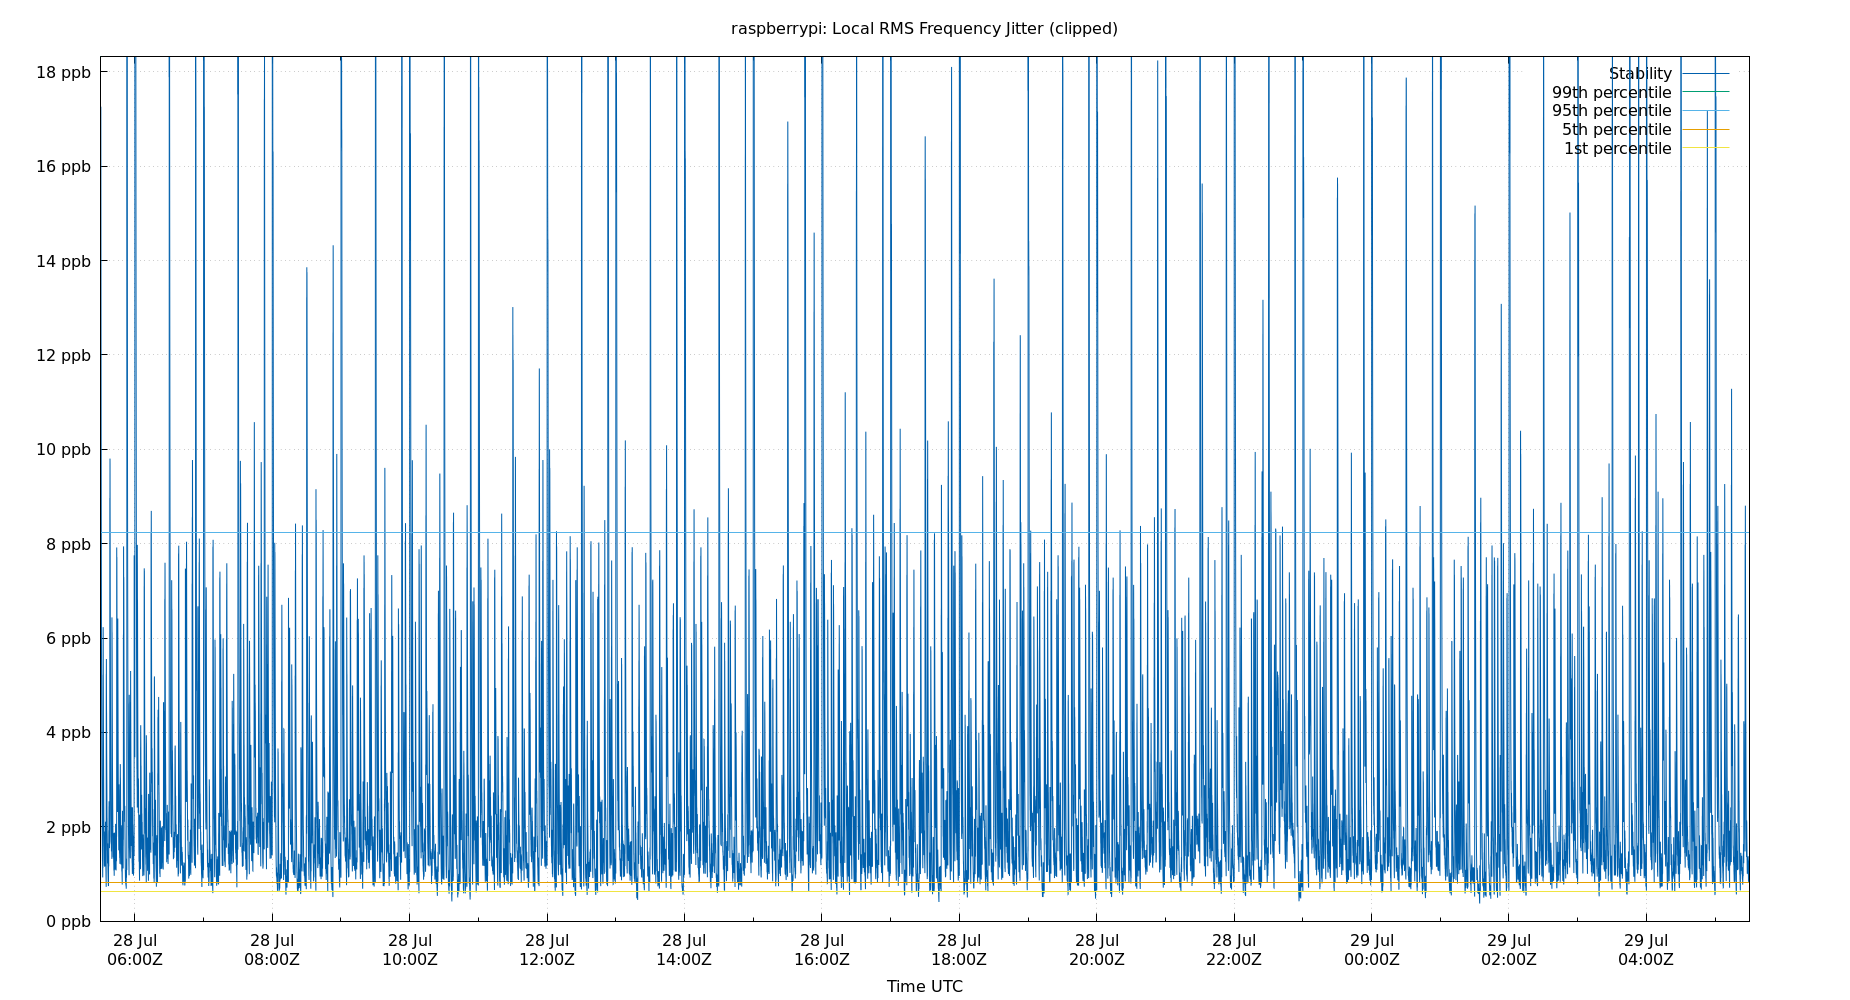 raspberrypi: Local RMS Frequency Jitter (clipped)
18 ppb
16 ppb
14 ppb
12 ppb
10 ppb
8 ppb
6 ppb
4 ppb
2 ppb
0 ppb
Stability
99th percentile
95th percentile
5th percentile
1st percentile
28 Jul 28 Jul 28 Jul 28 Jul 28 Jul 28 Jul 28 Jul 28 Jul 28 Jul 29 Jul 29 Jul 29 Jul
06:00Z 08:00Z 10:00Z 12:00Z 14:00Z 16:00Z 18:00Z 20:00Z 22:00Z 00:00Z 02:00Z 04:00Z
Time UTC